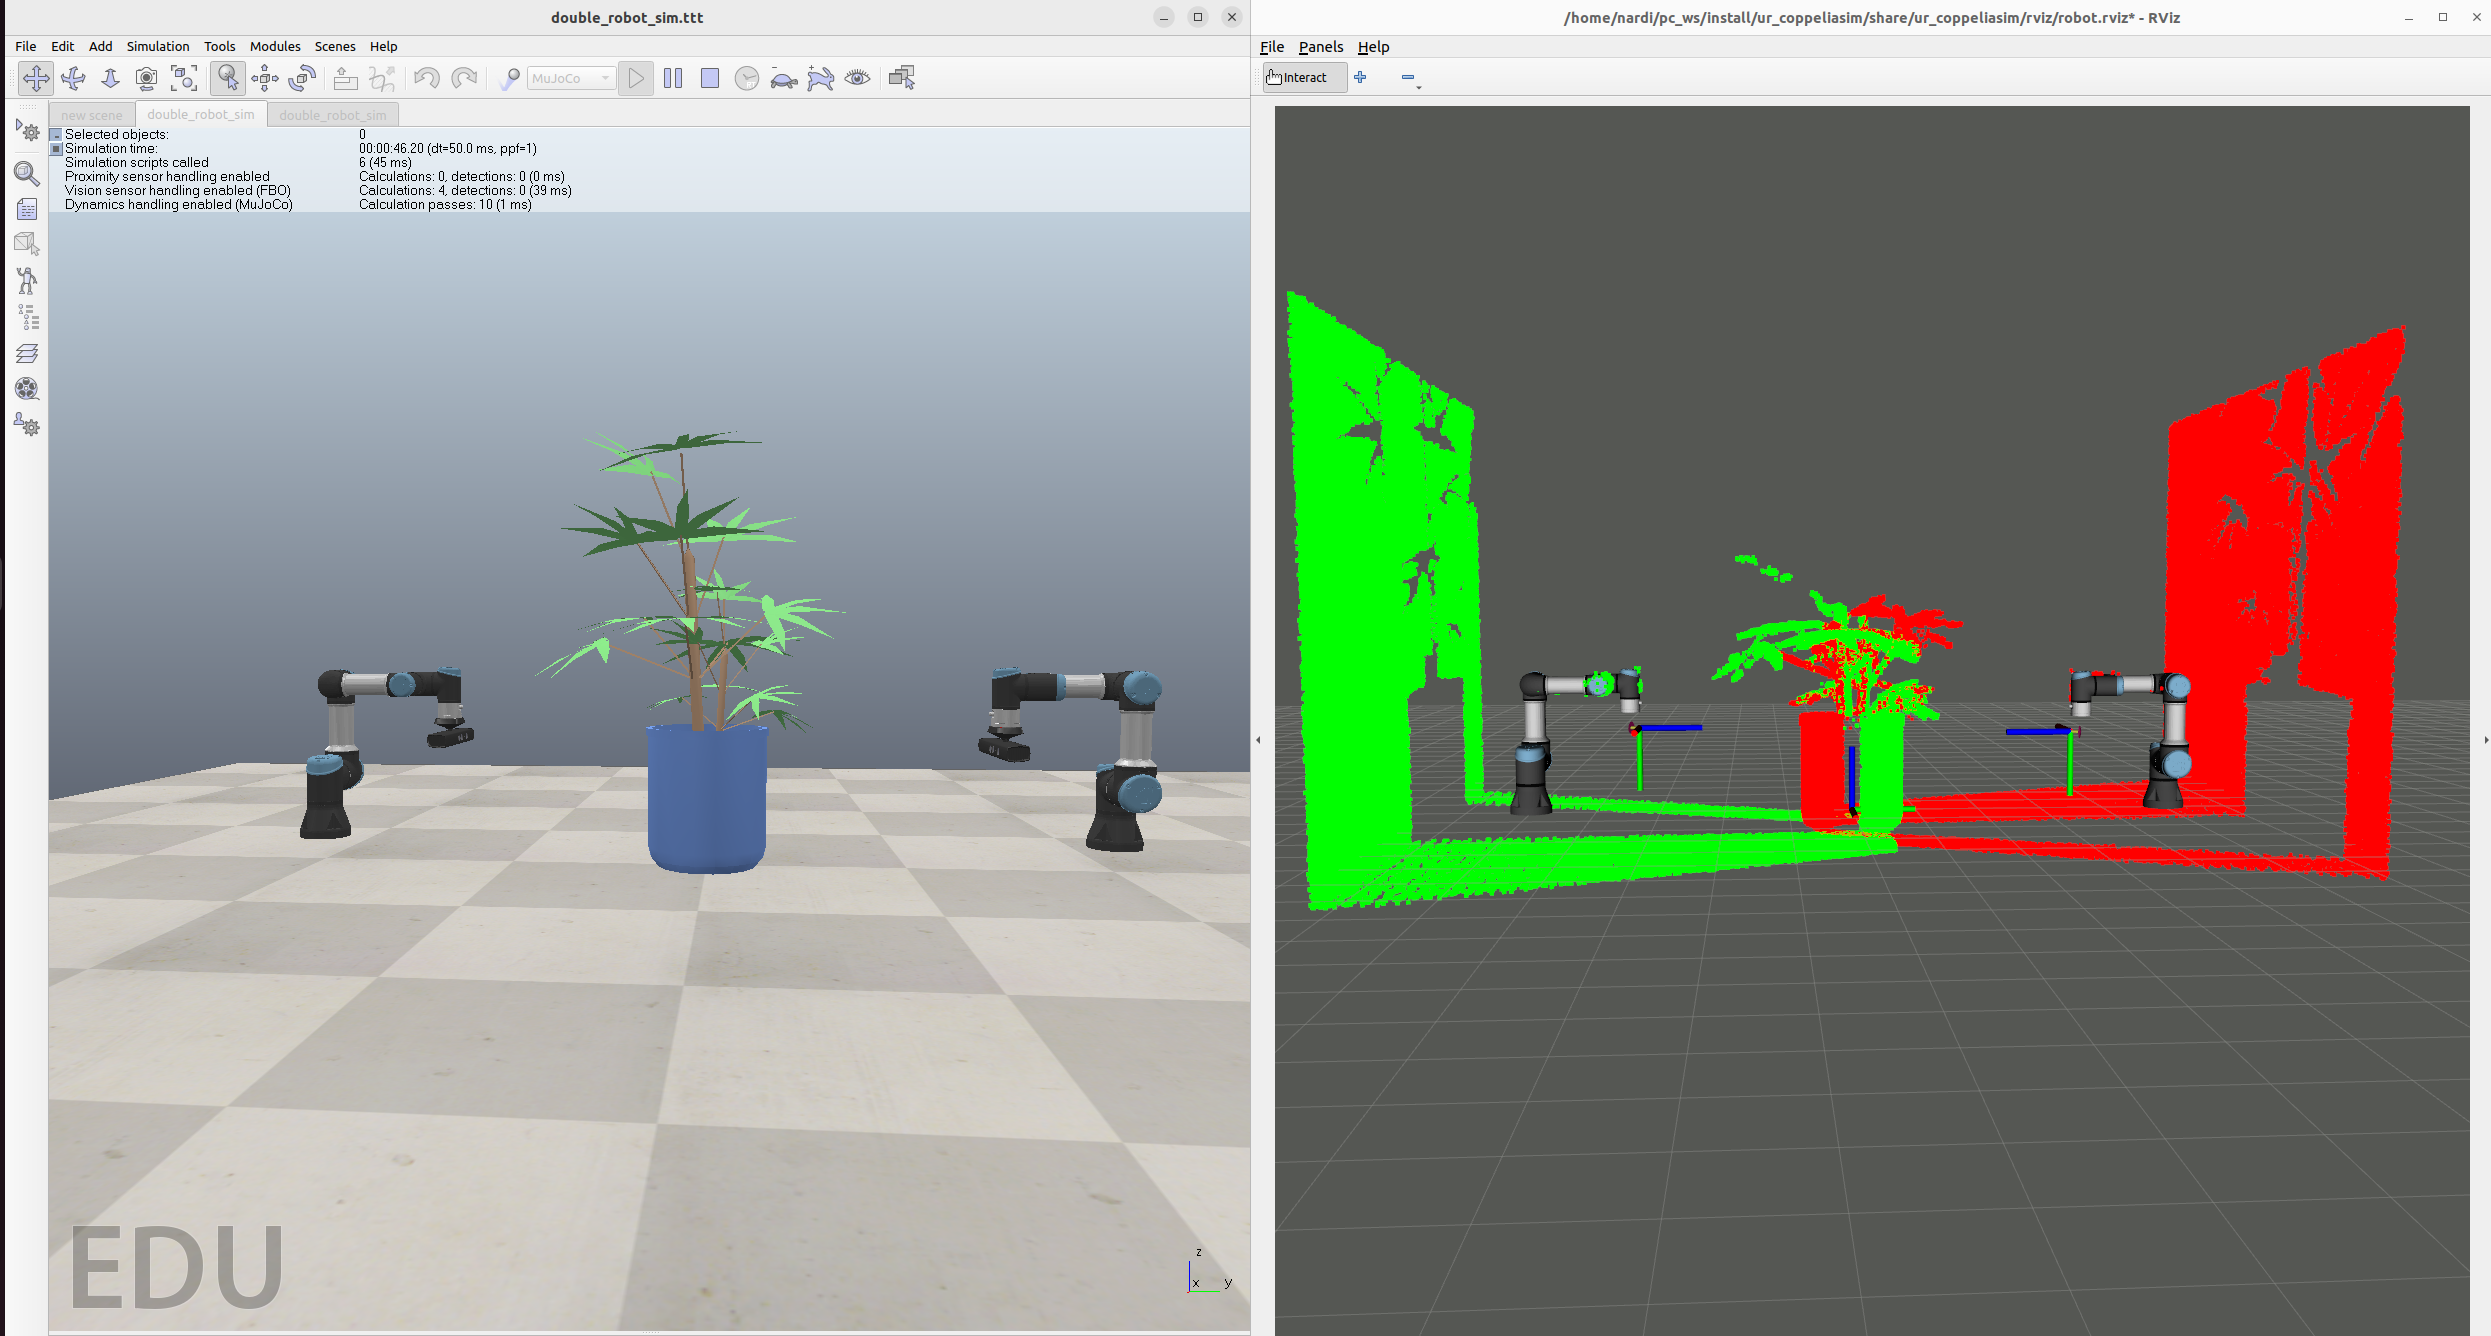 double_robot_sim.ttt
File Edit Add Simulation Tools Modules Scenes Help
MuJoCo
new scene double_robot_sim double_robot_sim
Selected objects: 0
Simulation time: 00:00:46.20 (dt=50.0 ms, ppf=1)
Simulation scripts called 6 (45 ms)
Proximity sensor handling enabled Calculations: 0, detections: 0 (0 ms)
Vision sensor handling enabled (FBO) Calculations: 4, detections: 0 (39 ms)
Dynamics handling enabled (MuJoCo) Calculation passes: 10 (1 ms)
EDU
z
x y
/home/nardi/pc_ws/install/ur_coppeliasim/share/ur_coppeliasim/rviz/robot.rviz* - RViz
File Panels Help
Interact